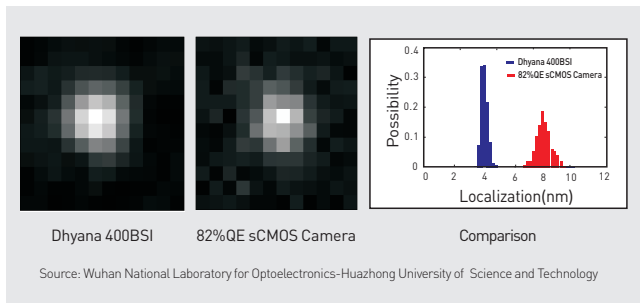 0.4
0.3
0.2
0.1
0
Possibility
Dhyana 400BSI
82%QE sCMOS Camera
0 2 4 6 8 10 12
Localization(nm)
Dhyana 400BSI
82%QE sCMOS Camera
Comparison
Source: Wuhan National Laboratory for Optoelectronics-Huazhong University of Science and Technology